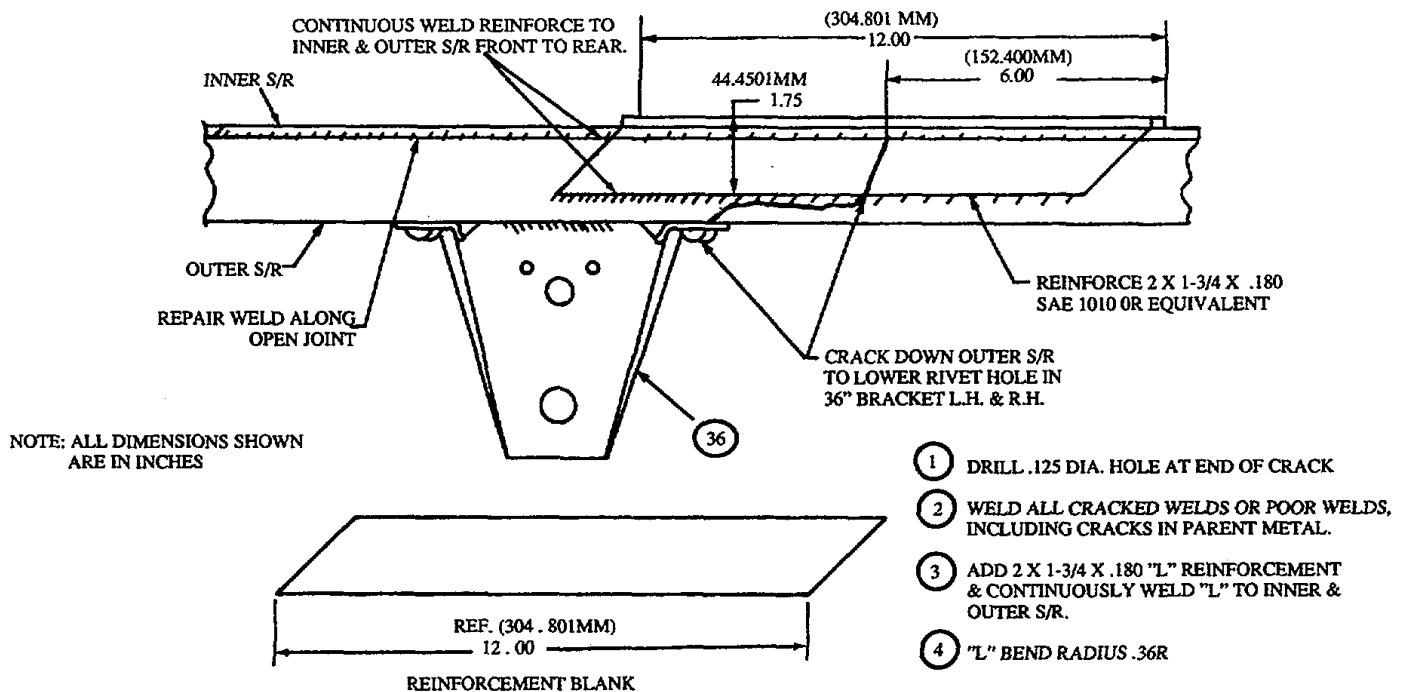 CONTINUOUS WELD REINFORCE TO
INNER & OUTER S/R FRONT TO REAR.
(304.801 MM)
12.00
(152.400MM)
6.00
44.4501MM
1.75
INNER S/R
OUTER S/R
REPAIR WELD ALONG
OPEN JOINT
REINFORCE 2 X 1-3/4 X .180
SAE 1010 0R EQUIVALENT
CRACK DOWN OUTER S/R
TO LOWER RIVET HOLE IN
36" BRACKET L.H. & R.H.
36
NOTE: ALL DIMENSIONS SHOWN
ARE IN INCHES
1 DRILL .125 DIA. HOLE AT END OF CRACK
2 WELD ALL CRACKED WELDS OR POOR WELDS,
INCLUDING CRACKS IN PARENT METAL.
3 ADD 2 X 1-3/4 X .180 "L" REINFORCEMENT
& CONTINUOUSLY WELD "L" TO INNER &
OUTER S/R.
4 "L" BEND RADIUS .36R
REF. (304 . 801MM)
12 . 00
REINFORCEMENT BLANK